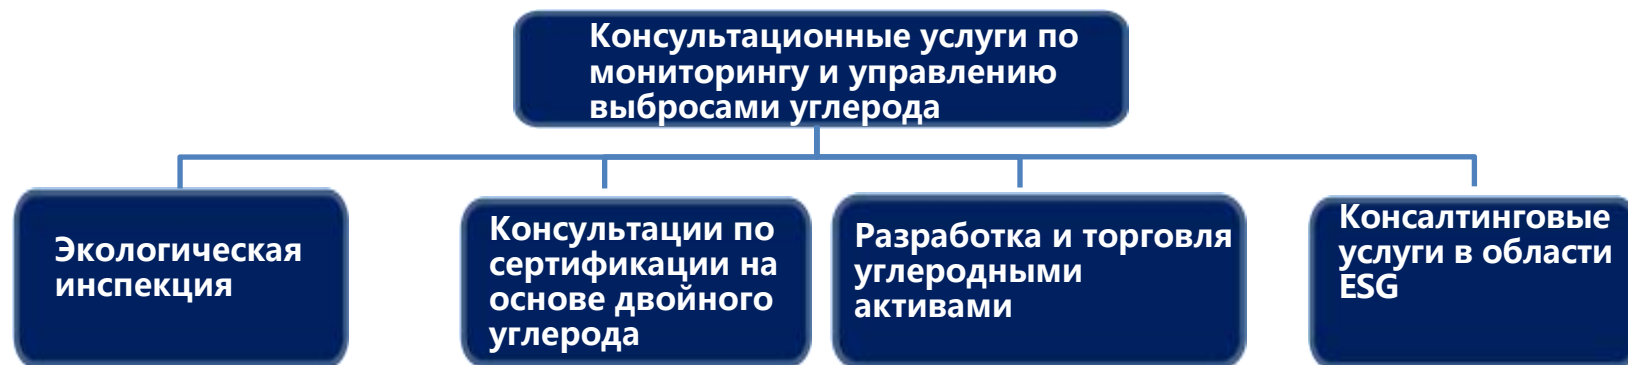 Консультационные услуги по
мониторингу и управлению
выбросами углерода
Экологическая
инспекция
Консультации по
сертификации на
основе двойного
углерода
Разработка и торговля
углеродными
активами
Консалтинговые
услуги в области
ESG